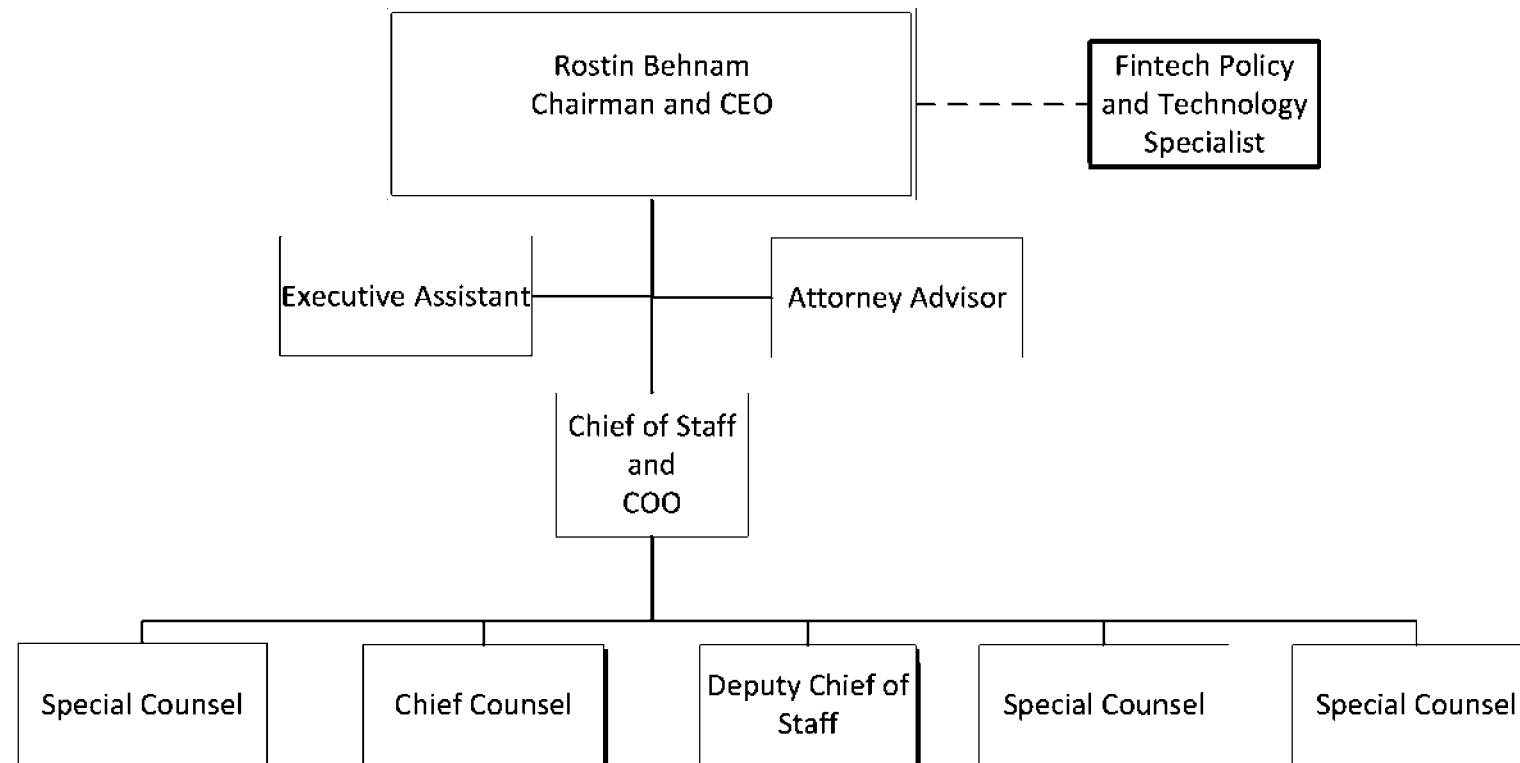 Rostin Behnam
Chairman and CEO
Fintech Policy
and Technology
Specialist
Executive Assistant
Attorney Advisor
Chief of Staff
and
COO
Special Counsel
Chief Counsel
Deputy Chief of
Staff
Special Counsel
Special Counsel